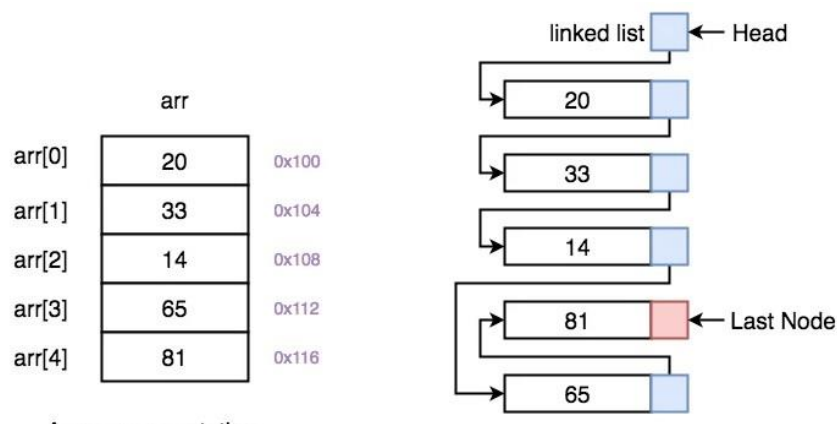 linked list
Head
arr
20
arr[0]
20
0x100
33
arr[1]
33
0x104
14
arr[2]
14
0x108
81
Last Node
arr[3]
65
0x112
65
arr[4]
81
0x116